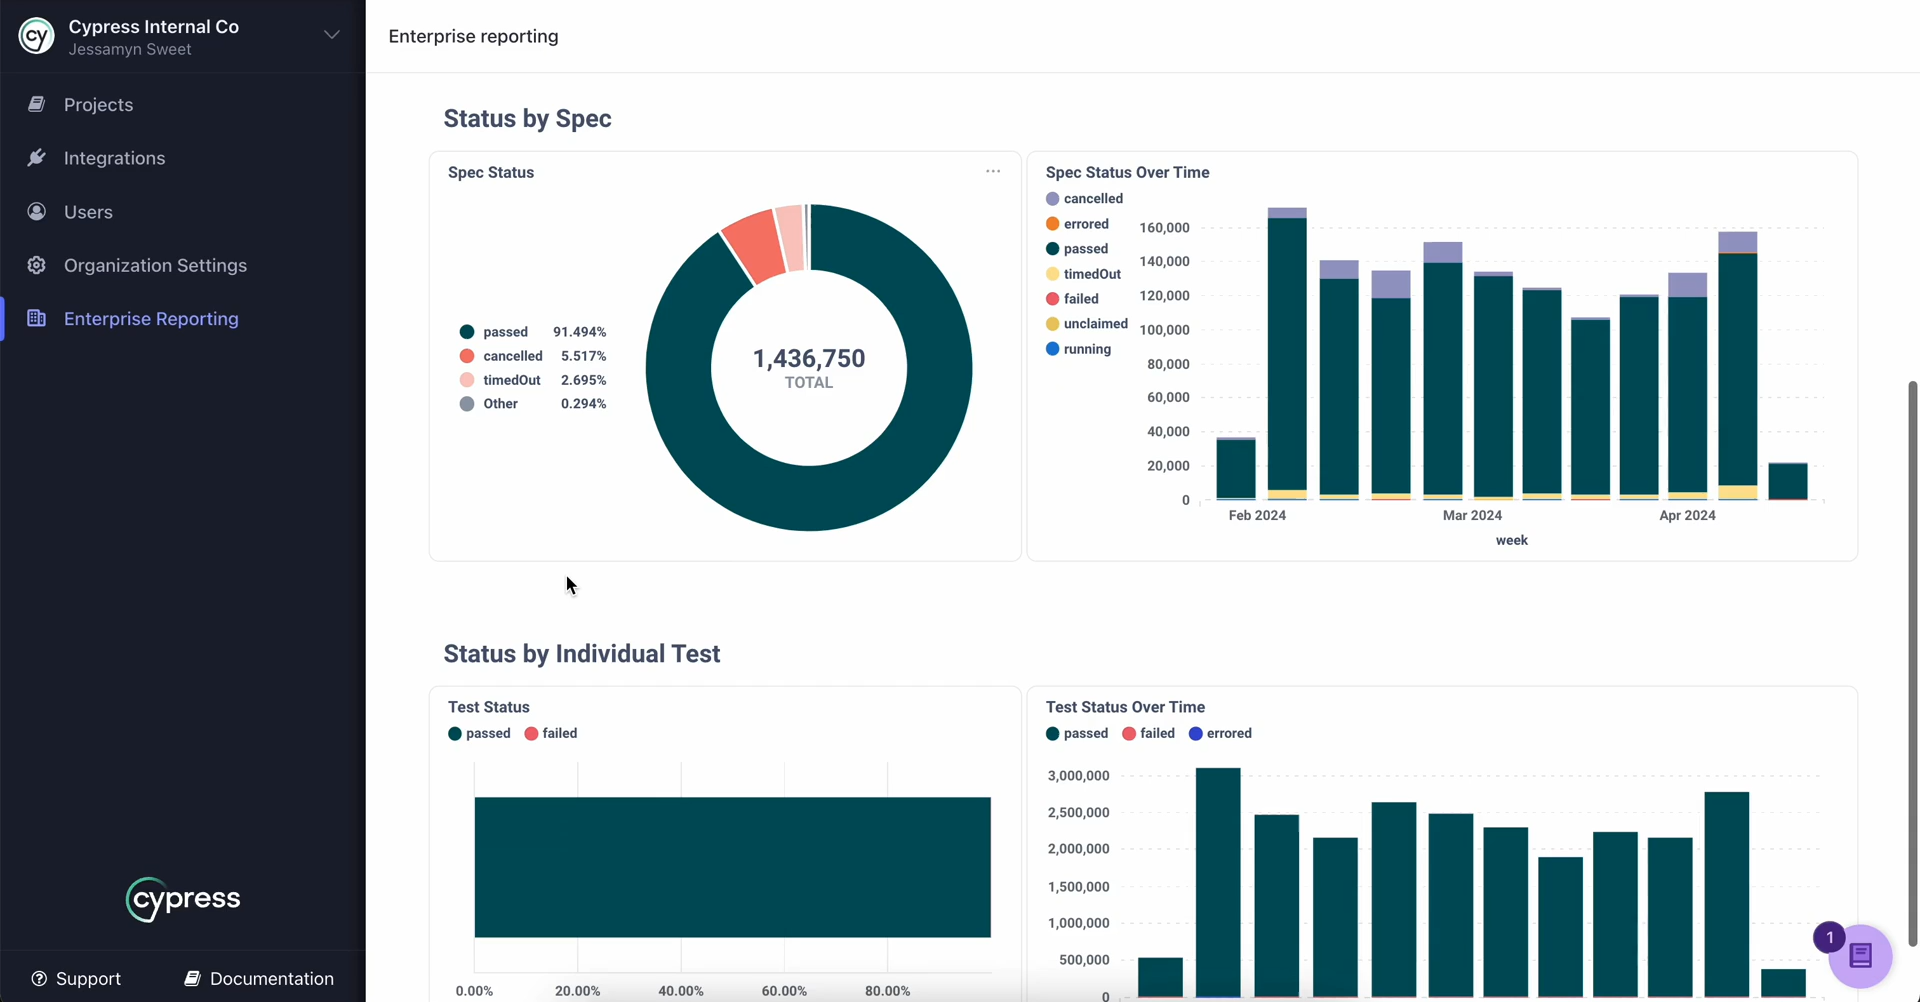 Cypress Internal Co
Jessamyn Sweet
Projects
Integrations
Users
Organization Settings
Enterprise Reporting
cypress
Support
Documentation
Enterprise reporting
Status by Spec
Spec Status
...
passed 91.494%
cancelled 5.517%
timedOut 2.695%
Other 0.294%
1,436,750
TOTAL
Spec Status Over Time
cancelled
errored
passed
timedOut
failed
unclaimed
running
160,000
140,000
120,000
100,000
80,000
60,000
40,000
20,000
0
Feb 2024 Mar 2024 Apr 2024
week
Status by Individual Test
Test Status
passed failed
0.00% 20.00% 40.00% 60.00% 80.00%
Test Status Over Time
passed failed errored
3,000,000
2,500,000
2,000,000
1,500,000
1,000,000
500,000
0
1
cy